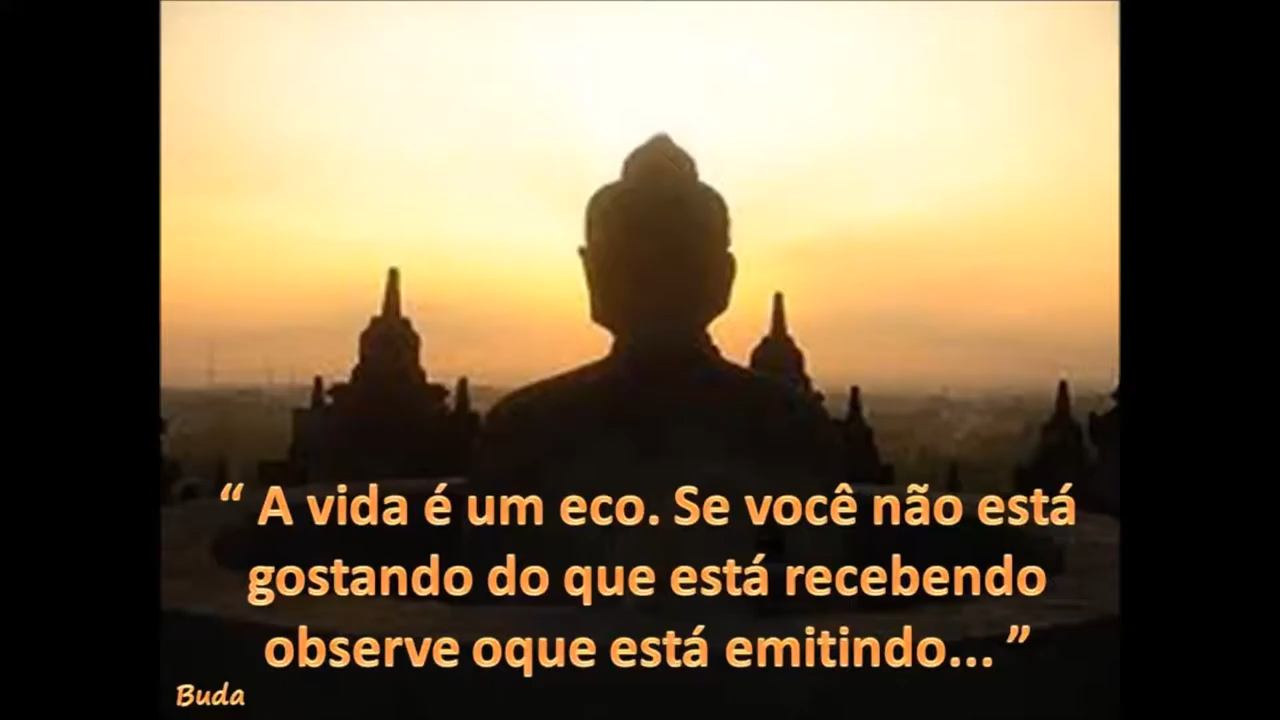 “ A vida é um eco. Se você não está
gostando do que está recebendo
observe oque está emitindo... ”
Buda